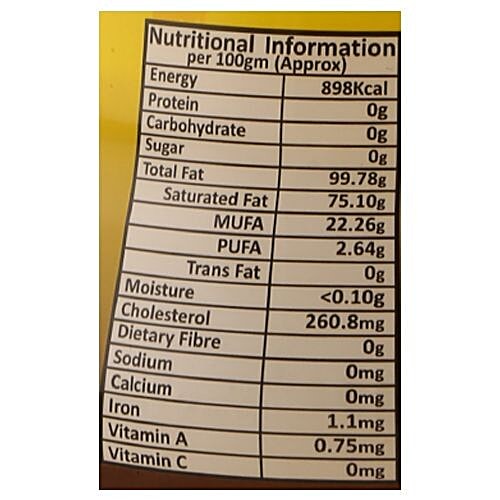 Nutritional Information
per 100gm (Approx)
Energy 898Kcal
Protein 0g
Carbohydrate 0g
Sugar 0g
Total Fat 99.78g
Saturated Fat 75.10g
MUFA 22.26g
PUFA 2.64g
Trans Fat 0g
Moisture <0.10g
Cholesterol 260.8mg
Dietary Fibre 0g
Sodium 0mg
Calcium 0mg
Iron 1.1mg
Vitamin A 0.75mg
Vitamin C 0mg